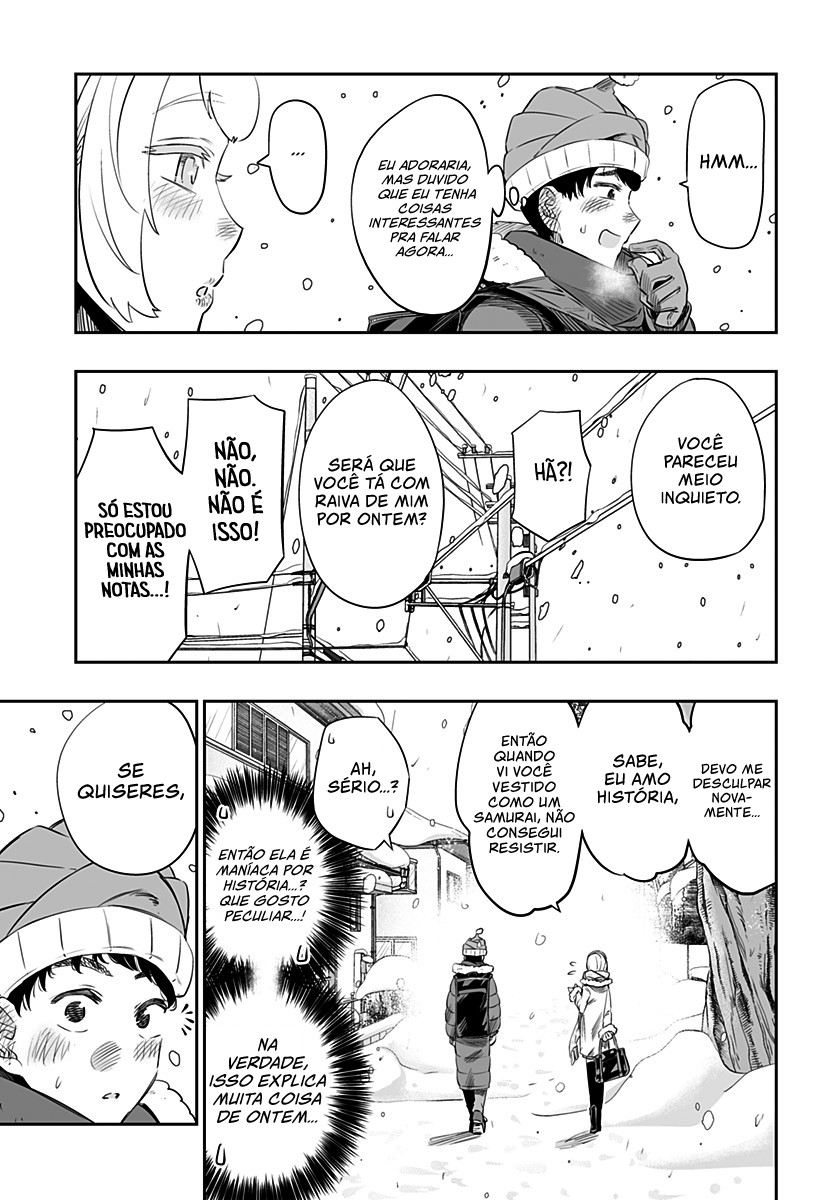 HMM...
EU ADORARIA,
MAS DUVIDO
QUE EU TENHA
COISAS
INTERESSANTES
PRA FALAR
AGORA...
...
VOCÊ
PARECEU
MEIO
INQUIETO.
HÃ?!
SERÁ QUE
VOCÊ TÁ COM
RAIVA DE MIM
POR ONTEM?
NÃO,
NÃO.
NÃO É
ISSO!
SÓ ESTOU
PREOCUPADO
COM AS
MINHAS
NOTAS...!
DEVO ME
DESCULPAR
NOVA-
MENTE...
SABE,
EU AMO
HISTÓRIA,
ENTÃO
QUANDO
VI VOCÊ
VESTIDO
COMO UM
SAMURAI, NÃO
CONSEGUI
RESISTIR.
AH,
SÉRIO...?
ENTÃO ELA É
MANÍACA POR
HISTÓRIA...?
QUE GOSTO
PECULIAR...!
NA
VERDADE,
ISSO EXPLICA
MUITA COISA
DE ONTEM...
SE
QUISERES,